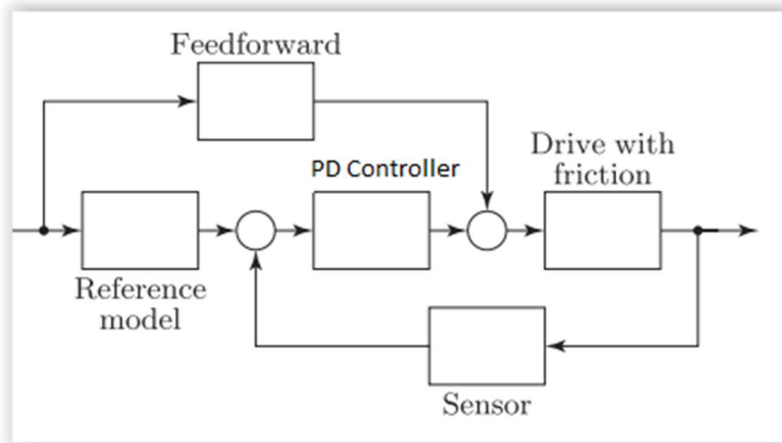 Feedforward
PD Controller
Drive with
friction
Reference
model
Sensor